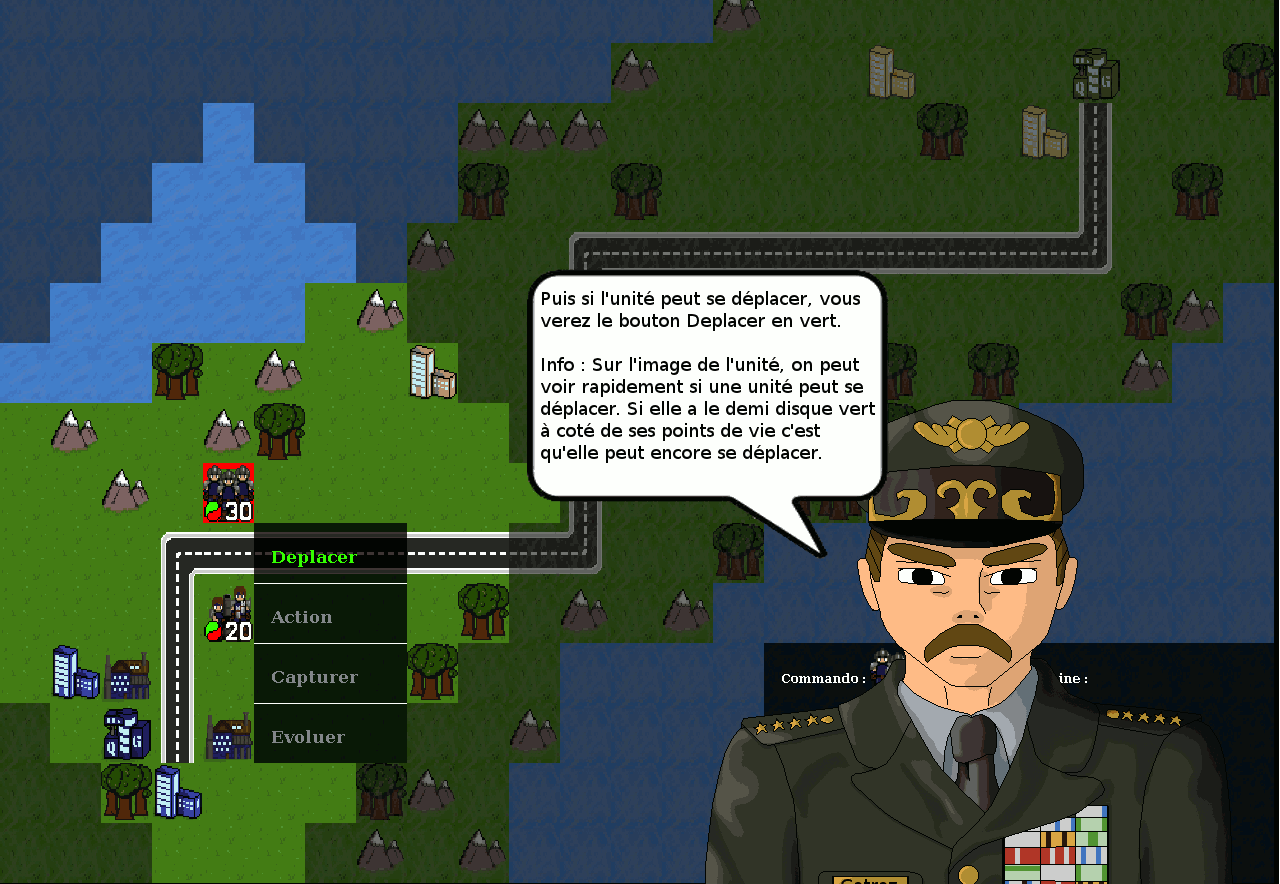 Q G
Puis si l'unité peut se déplacer, vous
verez le bouton Deplacer en vert.
Info : Sur l'image de l'unité, on peut
voir rapidement si une unité peut se
déplacer. Si elle a le demi disque vert
à coté de ses points de vie c'est
qu'elle peut encore se déplacer.
30
Deplacer
20
Action
Capturer
Commando :
ine :
Evoluer
Q G